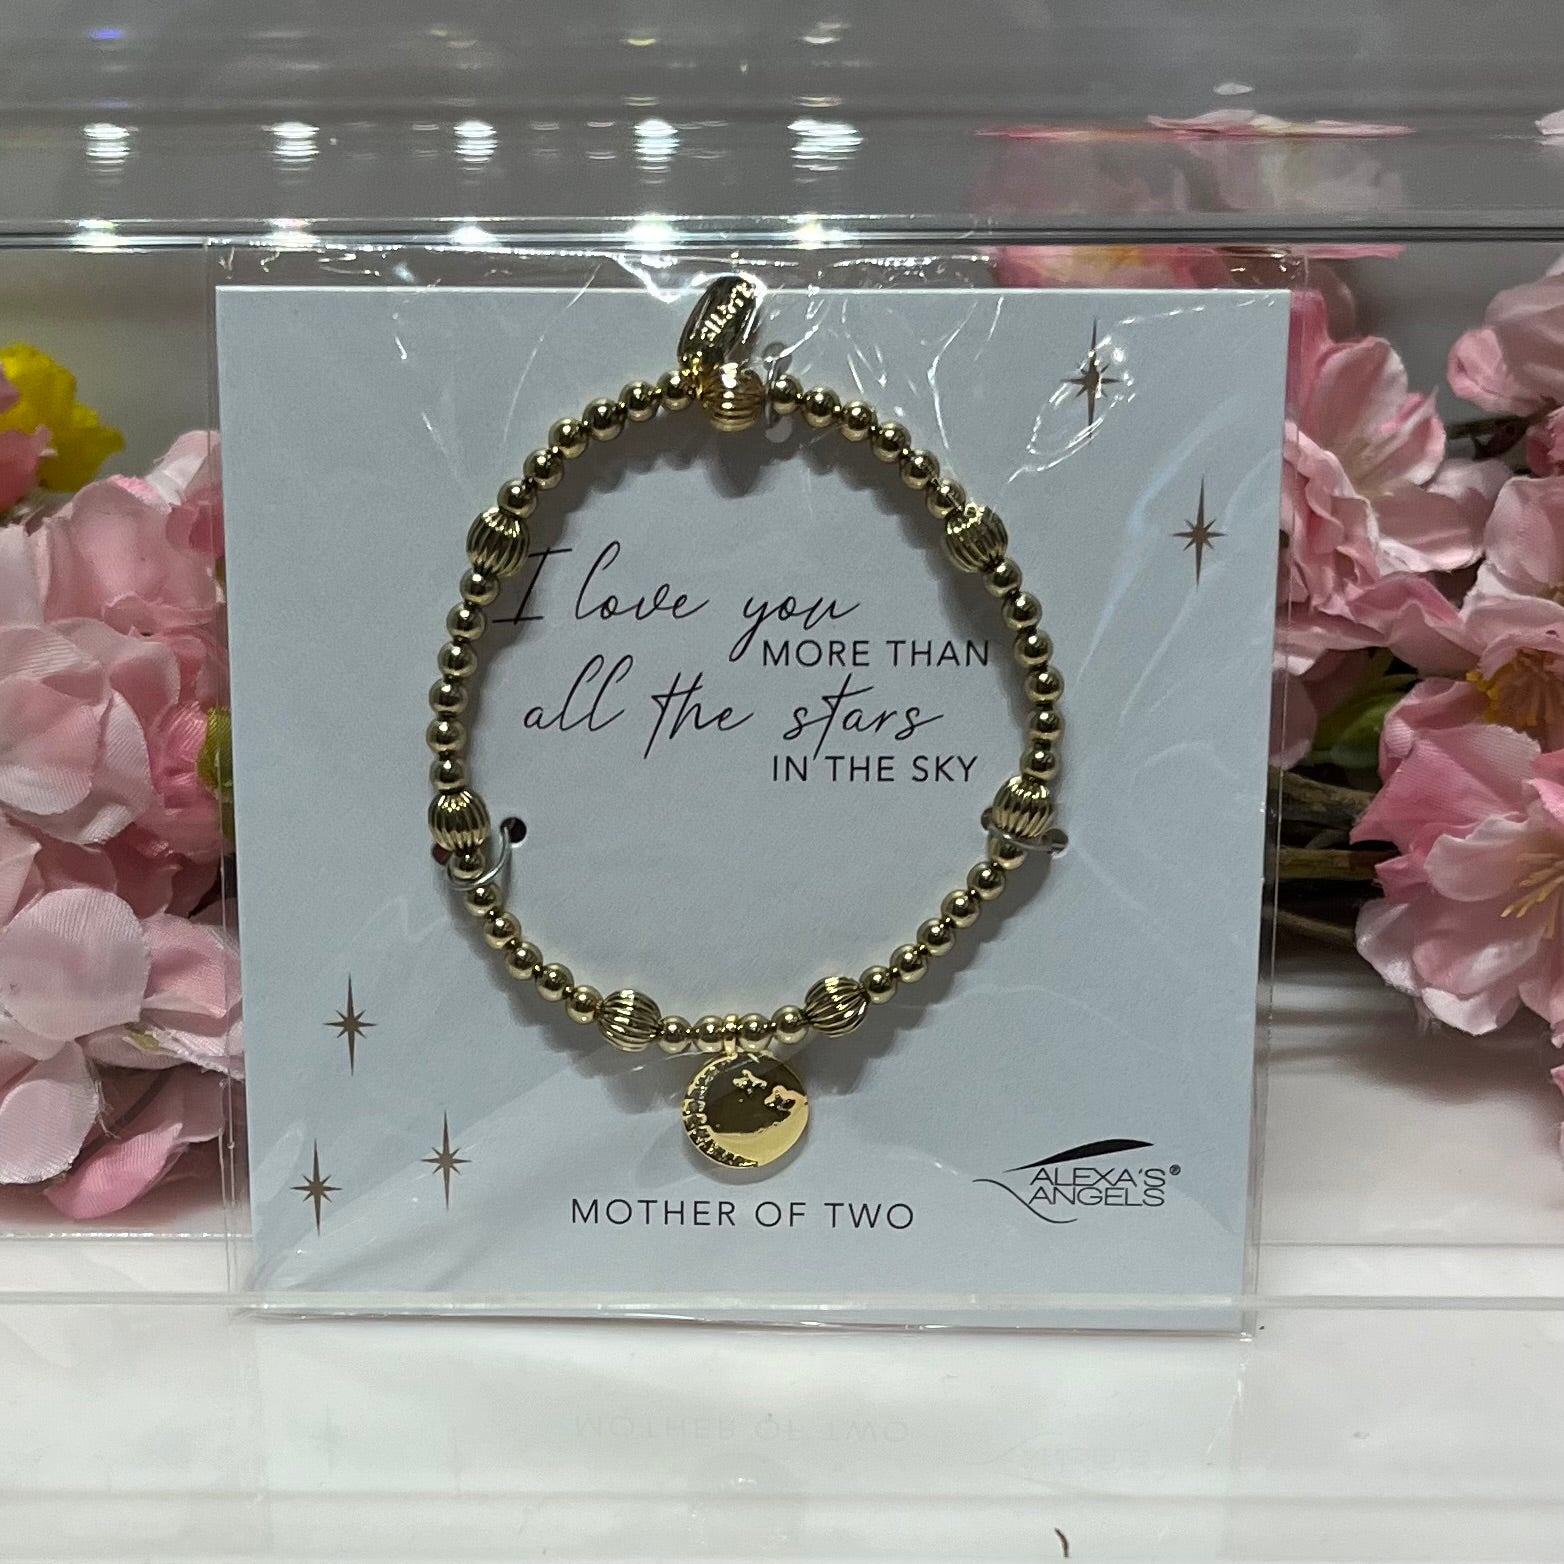 I love you
MORE THAN
all the stars
IN THE SKY
MOTHER OF TWO
ALEXA'S®
ANGELS